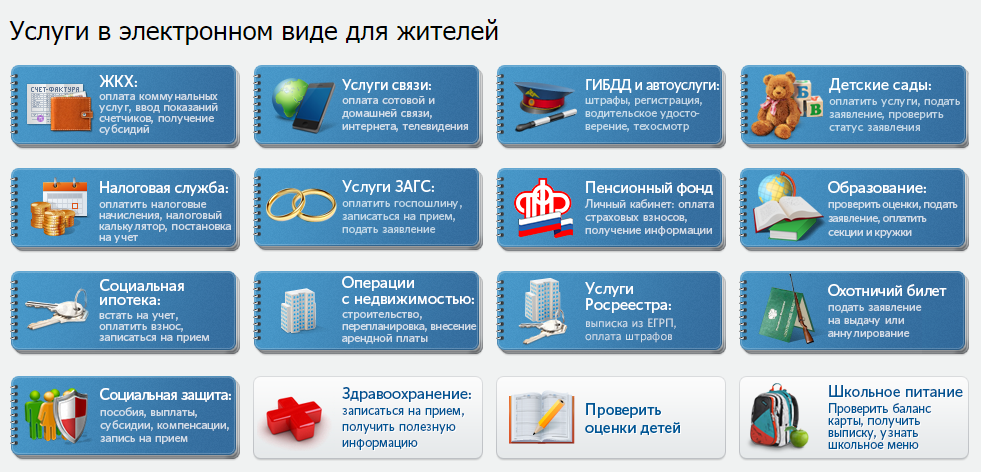 Услуги в электронном виде для жителей
ЖКХ:
оплата коммунальных
услуг, ввод показаний
счетчиков, получение
субсидий
СЧЕТ-ФАКТУРА
Услуги связи:
оплата сотовой и
домашней связи,
интернета, телевидения
ГИБДД и автоуслуги:
штрафы, регистрация,
водительское удосто-
верение, техосмотр
Детские сады:
оплатить услуги, подать
заявление, проверить
статус заявления
Б
В
Налоговая служба:
оплатить налоговые
начисления, налоговый
калькулятор, постановка
на учет
Услуги ЗАГС:
оплатить госпошлину,
записаться на прием,
подать заявление
Пенсионный фонд
Личный кабинет: оплата
страховых взносов,
получение информации
Образование:
проверить оценки, подать
заявление, оплатить
секции и кружки
Социальная
ипотека:
встать на учет,
оплатить взнос,
записаться на прием
Операции
с недвижимостью:
строительство,
перепланировка, внесение
арендной платы
Услуги
Росреестра:
выписка из ЕГРП,
оплата штрафов
Охотничий билет
подать заявление
на выдачу или
аннулирование
Социальная защита:
пособия, выплаты,
субсидии, компенсации,
запись на прием
Здравоохранение:
записаться на прием,
получить полезную
информацию
Проверить
оценки детей
Школьное питание
Проверить баланс
карты, получить
выписку, узнать
школьное меню